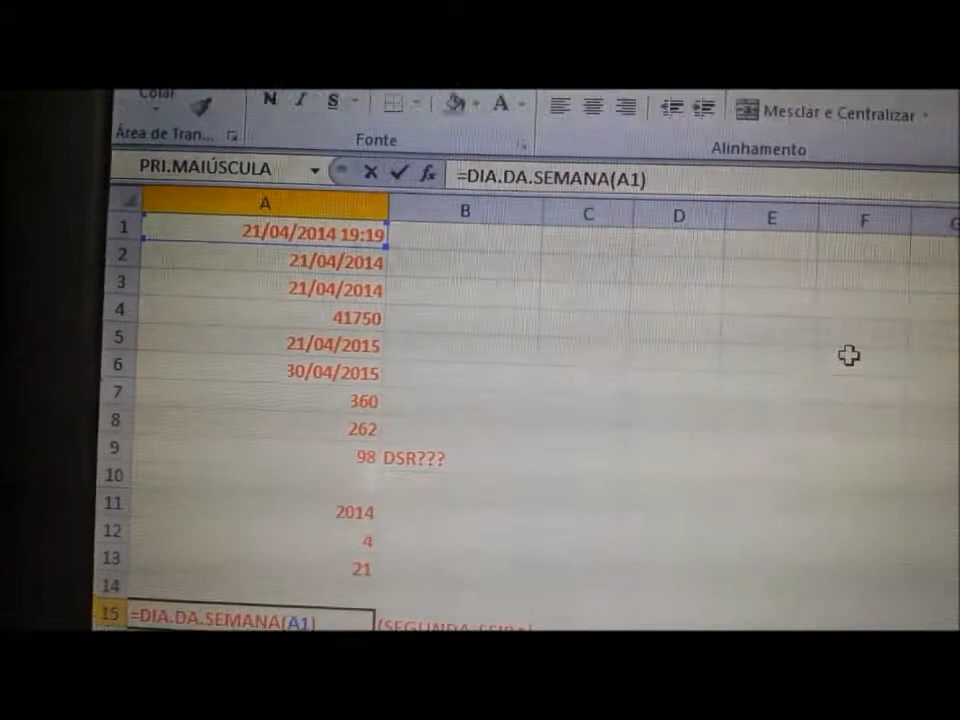 Colar
N I S A Mesclar e Centralizar
Área de Tran... Fonte Alinhamento
PRI.MAIÚSCULA fx =DIA.DA.SEMANA(A1)
A B C D E F G
1 21/04/2014 19:19
2 21/04/2014
3 21/04/2014
4 41750
5 21/04/2015
6 30/04/2015
7 360
8 262
9 98 DSR???
10
11 2014
12 4
13 21
14
15 =DIA.DA.SEMANA(A1) (SEGUNDA-